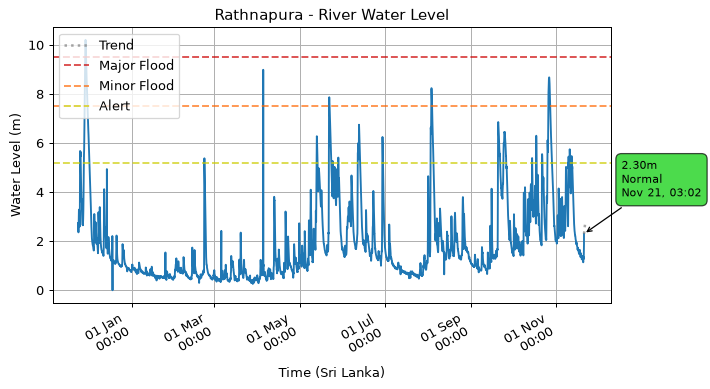 Rathnapura - River Water Level
Trend
Major Flood
Minor Flood
Alert
10
8
6
4
2
0
Water Level (m)
2.30m
Normal
Nov 21, 03:02
01 Jan
00:00
01 Mar
00:00
01 May
00:00
01 Jul
00:00
01 Sep
00:00
01 Nov
00:00
Time (Sri Lanka)